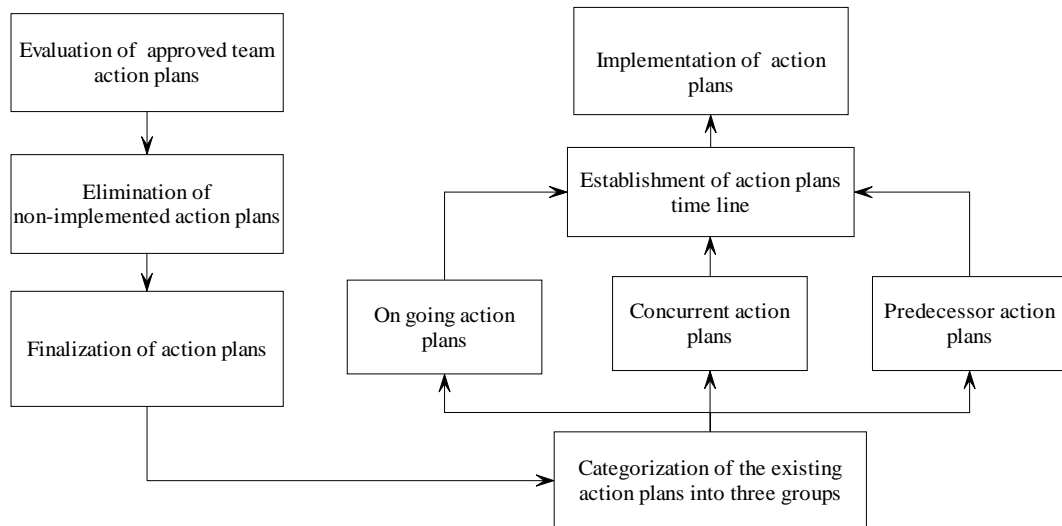 Evaluation of approved team
action plans
Elimination of
non-implemented action plans
Finalization of action plans
Implementation of action
plans
Establishment of action plans
time line
On going action
plans
Concurrent action
plans
Predecessor action
plans
Categorization of the existing
action plans into three groups